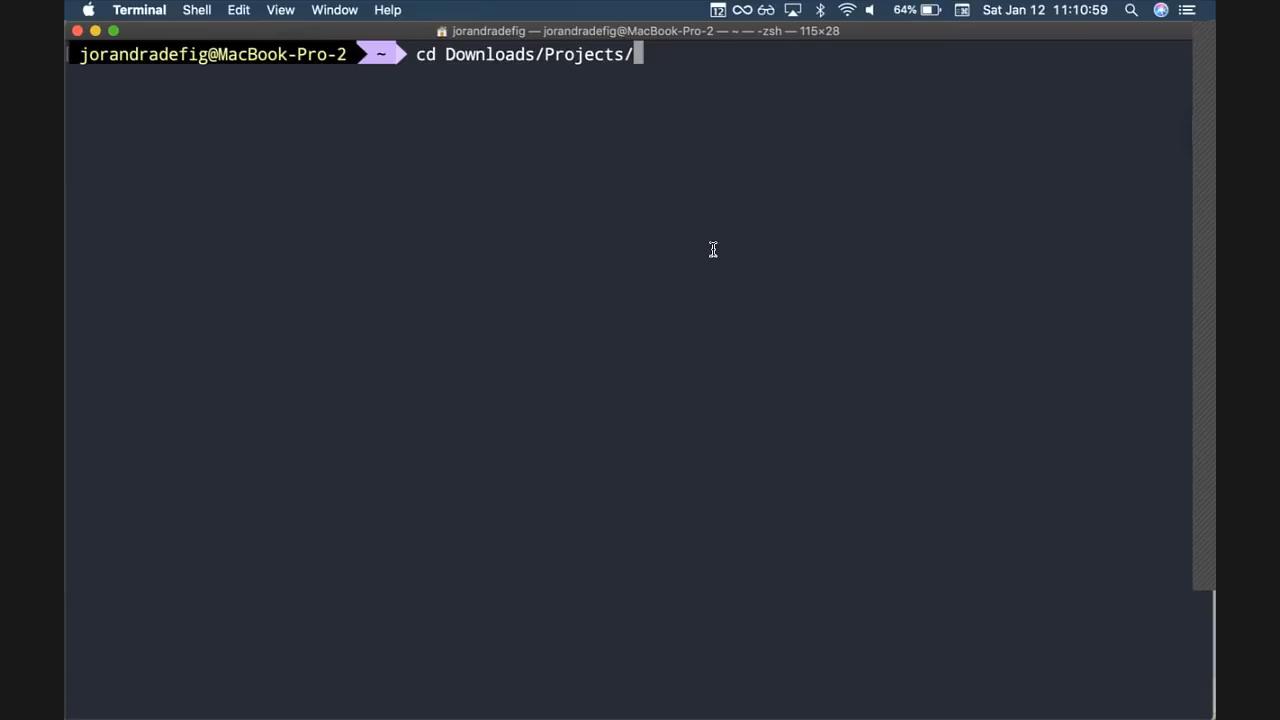 Terminal Shell Edit View Window Help 12 64% Sat Jan 12 11:10:59
jorandradefig — jorandradefig@MacBook-Pro-2 — ~ — -zsh — 115×28
jorandradefig@MacBook-Pro-2 ~ cd Downloads/Projects/